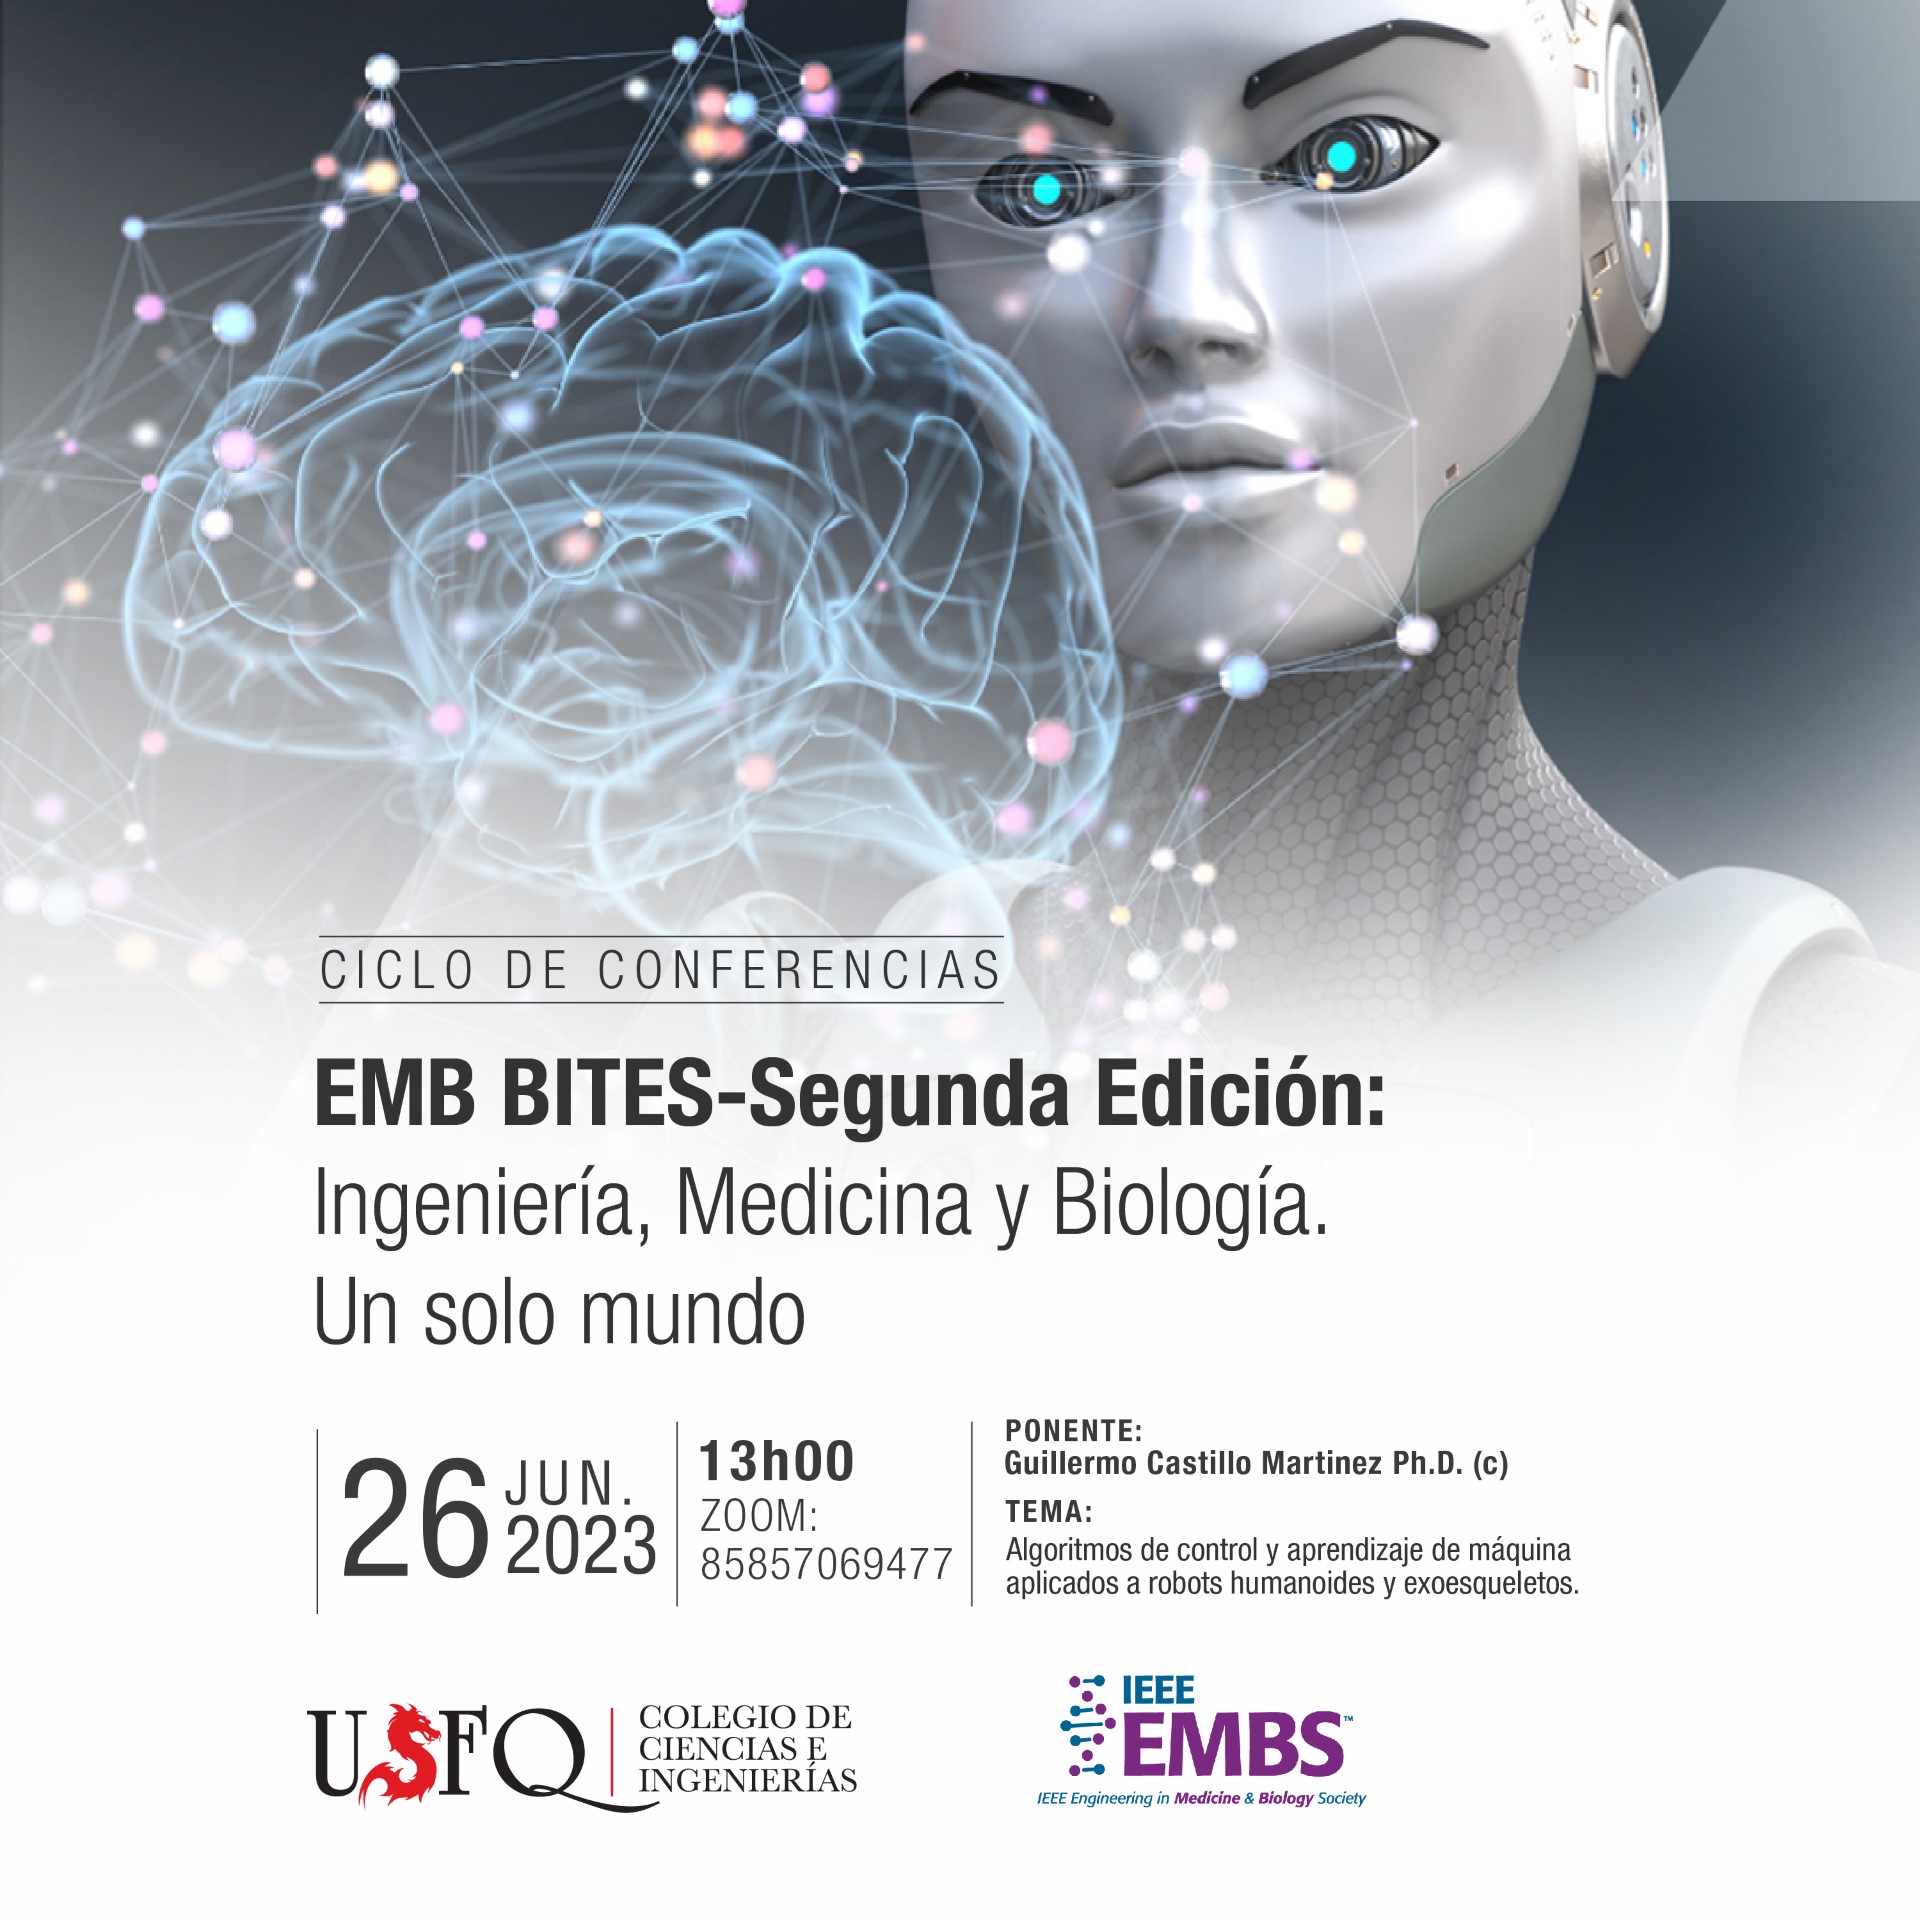 CICLO DE CONFERENCIAS
EMB BITES-Segunda Edición:
Ingeniería, Medicina y Biología.
Un solo mundo
26 JUN.
2023
13h00
ZOOM:
85857069477
PONENTE:
Guillermo Castillo Martinez Ph.D. (c)
TEMA:
Algoritmos de control y aprendizaje de máquina
aplicados a robots humanoides y exoesqueletos.
USFQ
COLEGIO DE
CIENCIAS E
INGENIERÍAS
IEEE
EMBS™
IEEE Engineering in Medicine & Biology Society